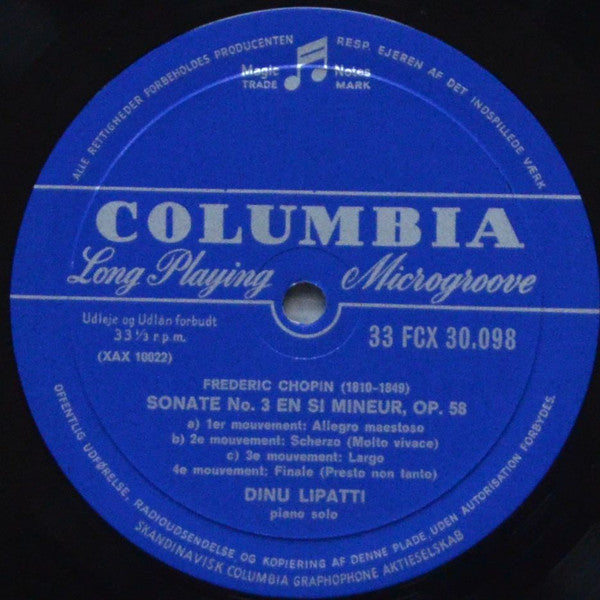 ALLE RETTIGHEDER FORBEHOLDES PRODUCENTEN RESP. EJEREN AF DET INDSPILLEDE VÆRK
Magic Notes
TRADE MARK
COLUMBIA
Long Playing Microgroove
Udleje og Udlån forbudt
33⅓ r.p.m.
(XAX 10022)
33 FCX 30.098
FREDERIC CHOPIN (1810-1849)
SONATE No. 3 EN SI MINEUR, OP. 58
a) 1er mouvement: Allegro maestoso
b) 2e mouvement: Scherzo (Molto vivace)
c) 3e mouvement: Largo
4e mouvement: Finale (Presto non tanto)
DINU LIPATTI
piano solo
OFFENTLIG UDFØRELSE, RADIOUDSENDELSE OG KOPIERING AF DENNE PLADE UDEN AUTORISATION FORBYDES.
SKANDINAVISK COLUMBIA GRAPHOPHONE AKTIESELSKAB